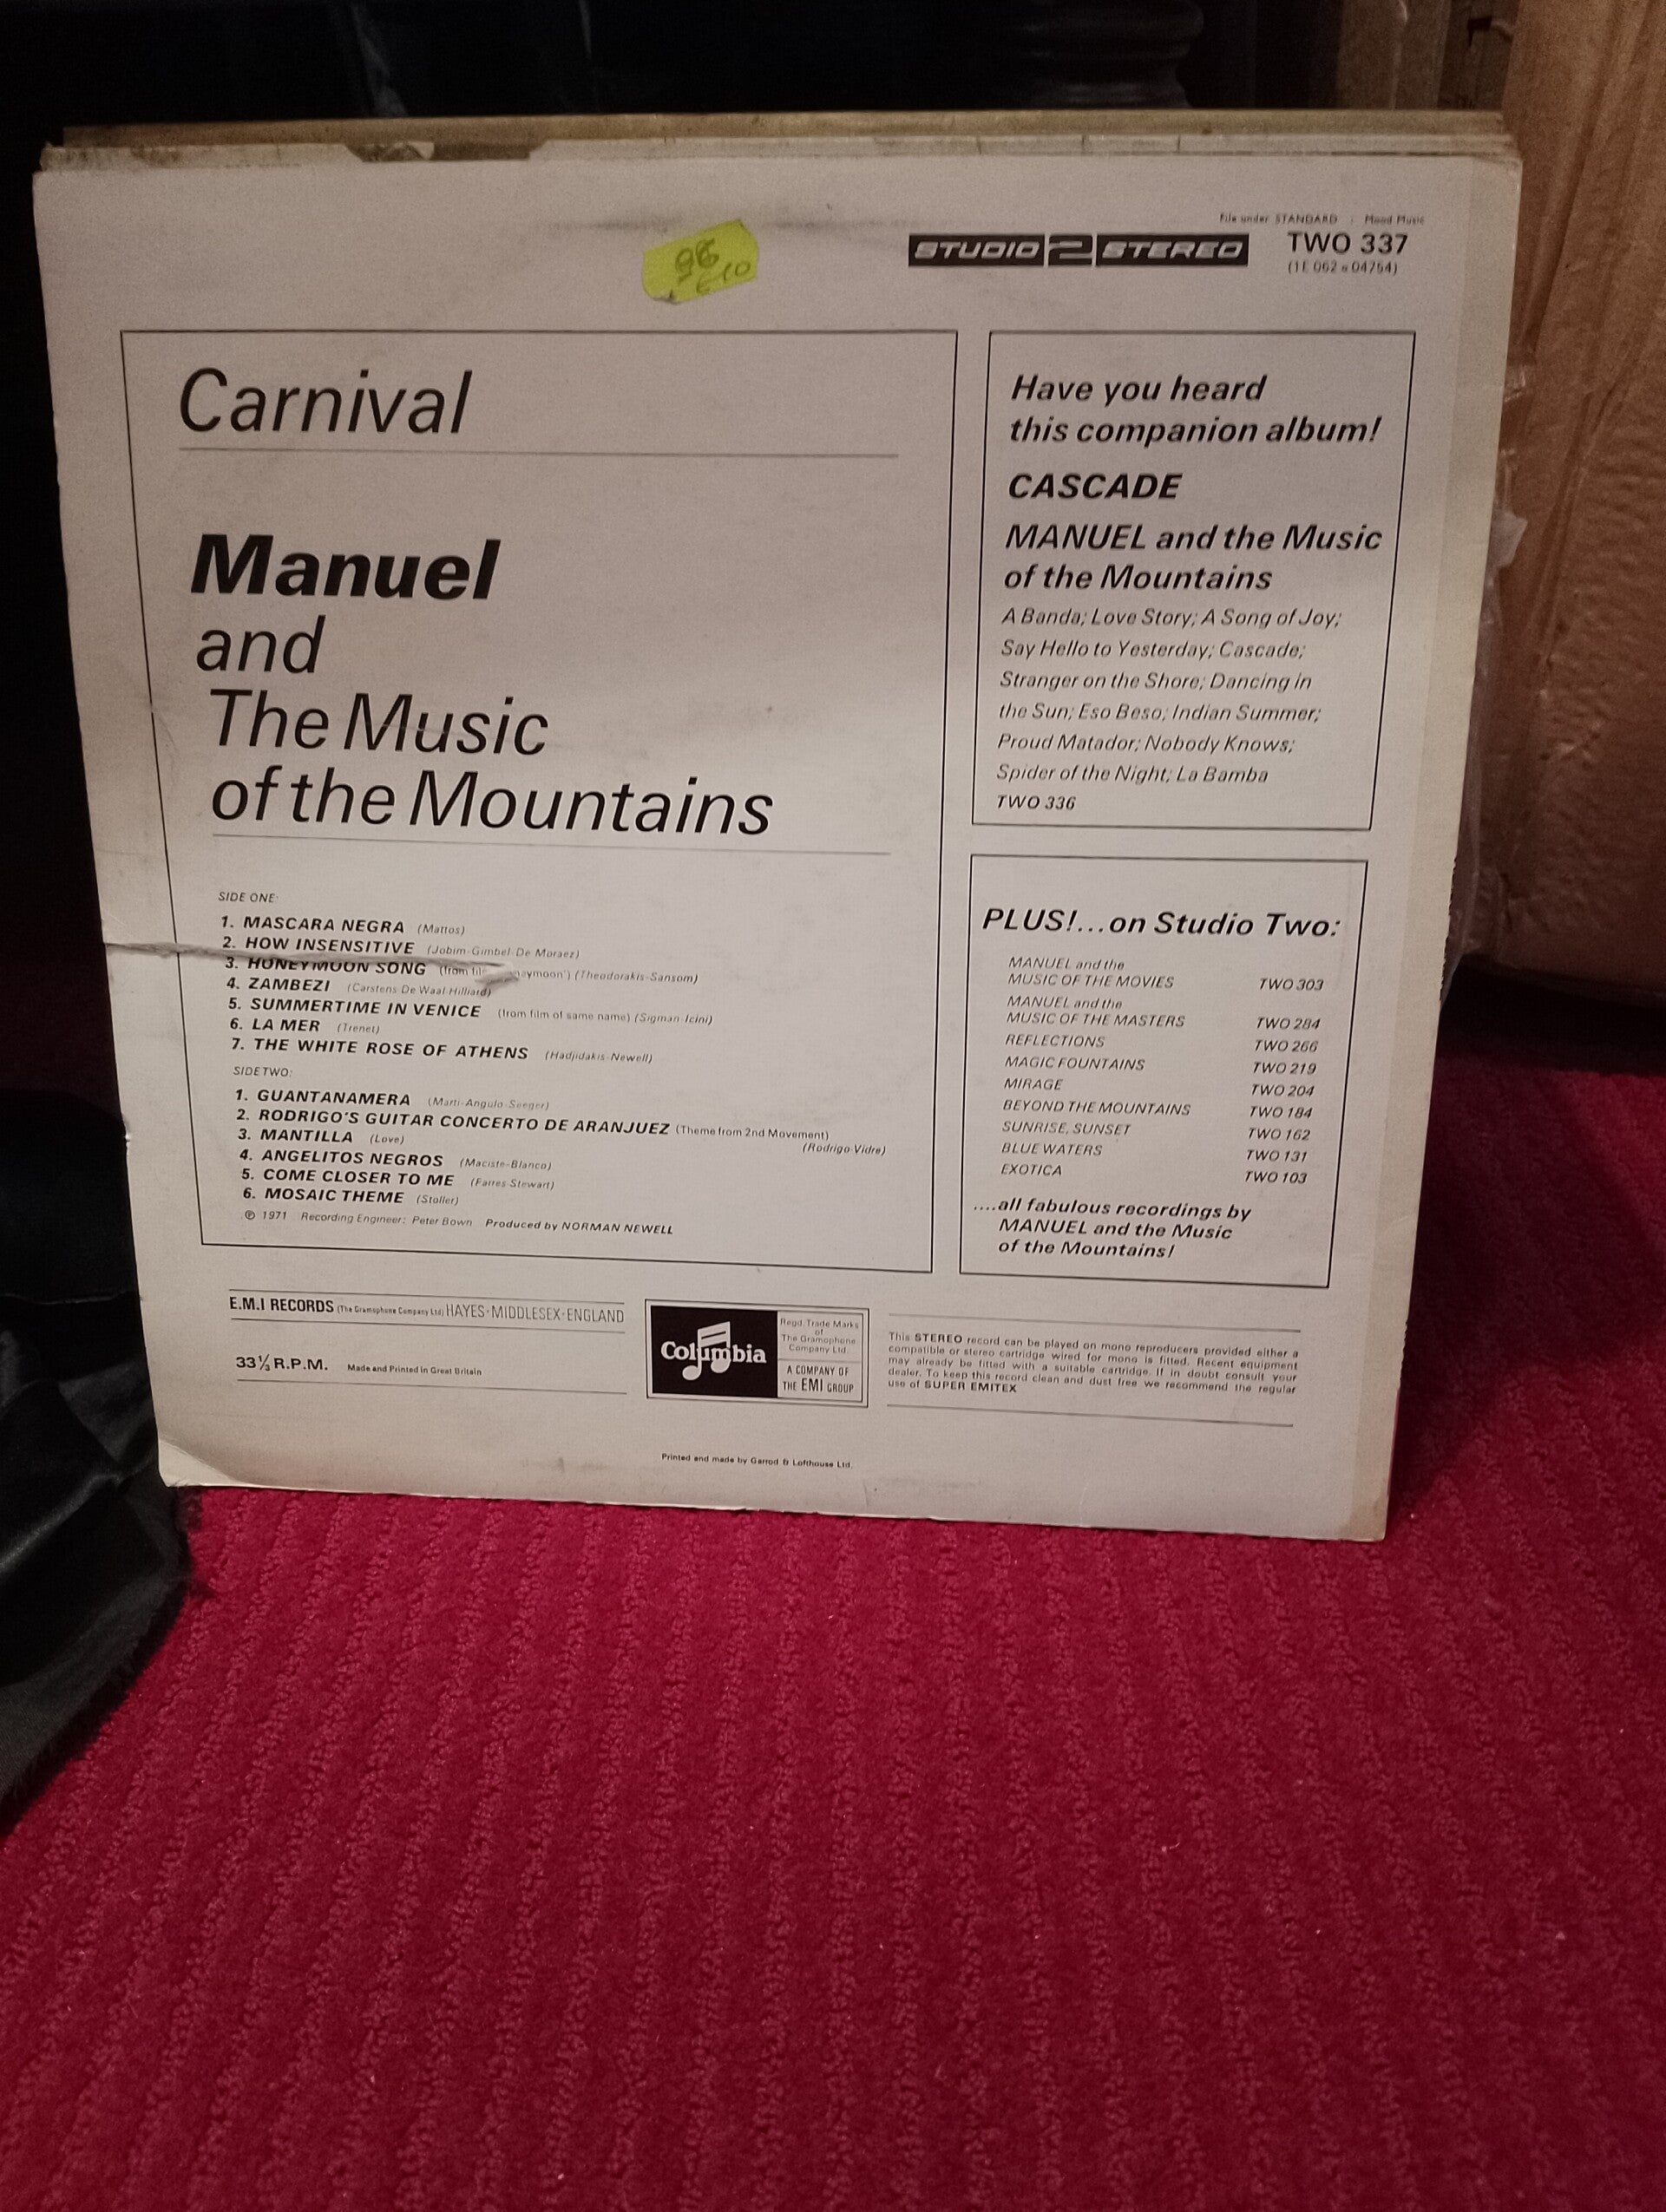 File under STANDARD : Mood Music
STUDIO 2 STEREO
TWO 337
(1E 062 o 04754)
Carnival
Manuel
and
The Music
of the Mountains
SIDE ONE:
1. MASCARA NEGRA (Mattos)
2. HOW INSENSITIVE (Jobim-Gimbel-De Moraez)
3. HONEYMOON SONG (from ymoon') (Theodorakis-Sansom)
4. ZAMBEZI (Carstens De Waal Hilliard)
5. SUMMERTIME IN VENICE (from film of same name) (Sigman-Icini)
6. LA MER (Trenet)
7. THE WHITE ROSE OF ATHENS (Hadjidakis-Newell)
SIDE TWO:
1. GUANTANAMERA (Marti-Angulo-Seeger)
2. RODRIGO'S GUITAR CONCERTO DE ARANJUEZ (Theme from 2nd Movement)
(Rodrigo-Vidre)
3. MANTILLA (Love)
4. ANGELITOS NEGROS (Maciste-Blanco)
5. COME CLOSER TO ME (Farres-Stewart)
6. MOSAIC THEME (Stoller)
℗ 1971 Recording Engineer: Peter Bown Produced by NORMAN NEWELL
Have you heard
this companion album!
CASCADE
MANUEL and the Music
of the Mountains
A Banda; Love Story; A Song of Joy;
Say Hello to Yesterday; Cascade;
Stranger on the Shore; Dancing in
the Sun; Eso Beso; Indian Summer;
Proud Matador; Nobody Knows;
Spider of the Night; La Bamba
TWO 336
PLUS!...on Studio Two:
MANUEL and the
MUSIC OF THE MOVIES TWO 303
MANUEL and the
MUSIC OF THE MASTERS TWO 284
REFLECTIONS TWO 266
MAGIC FOUNTAINS TWO 219
MIRAGE TWO 204
BEYOND THE MOUNTAINS TWO 184
SUNRISE, SUNSET TWO 162
BLUE WATERS TWO 131
EXOTICA TWO 103
....all fabulous recordings by
MANUEL and the Music
of the Mountains!
E.M.I RECORDS (The Gramophone Company Ltd) HAYES·MIDDLESEX·ENGLAND
33⅓ R.P.M. Made and Printed in Great Britain
Columbia
Regd. Trade Marks
of
The Gramophone
Company Ltd.
A COMPANY OF
THE EMI GROUP
This STEREO record can be played on mono reproducers provided either a
compatible or stereo cartridge wired for mono is fitted. Recent equipment
may already be fitted with a suitable cartridge. If in doubt consult your
dealer. To keep this record clean and dust free we recommend the regular
use of SUPER EMITEX
Printed and made by Garrod & Lofthouse Ltd.